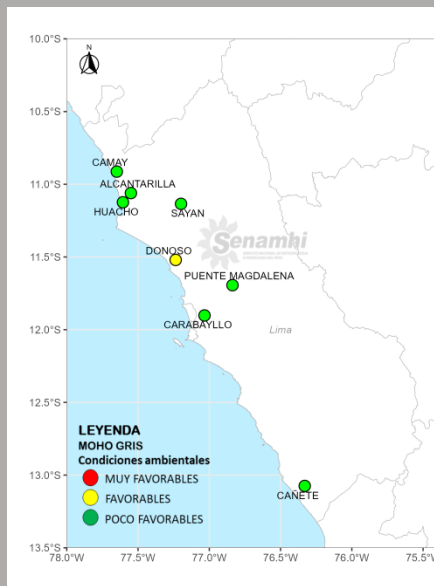 N
10.0°S
10.5°S
11.0°S
11.5°S
12.0°S
12.5°S
13.0°S
13.5°S
CAMAY
ALCANTARILLA
HUACHO
SAYAN
Senamhi
DONOSO
PUENTE MAGDALENA
CARABAYLLO
Lima
LEYENDA
MOHO GRIS
Condiciones ambientales
MUY FAVORABLES
FAVORABLES
POCO FAVORABLES
CAÑETE
78.0°W
77.5°W
77.0°W
76.5°W
76.0°W
75.5°W